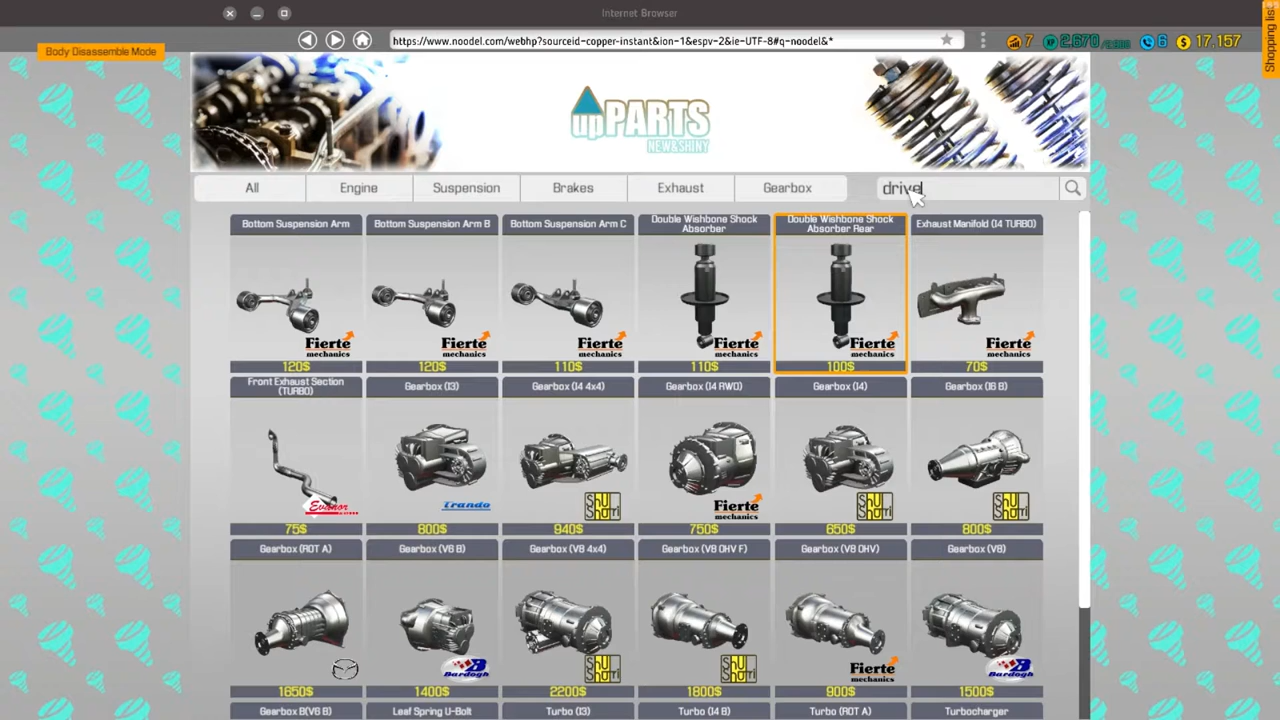 Internet Browser
Body Disassemble Mode
https://www.noodel.com/webhp?sourceid-copper-instant&ion-1&espv-2&ie-UTF-8#q-noodel&*
7
2.670
6
17.157
Shopping list
upPARTS
NEW&SHINY
All
Engine
Suspension
Brakes
Exhaust
Gearbox
drive
Bottom Suspension Arm
Bottom Suspension Arm B
Bottom Suspension Arm C
Double Wishbone Shock
Absorber
Double Wishbone Shock
Absorber Rear
Exhaust Manifold (I4 TURBO)
Fierte
mechanics
Fierte
mechanics
Fierte
mechanics
Fierte
mechanics
Fierte
mechanics
Fierte
mechanics
120$
120$
110$
110$
100$
70$
Front Exhaust Section
(TURBO)
Gearbox (I3)
Gearbox (I4 4x4)
Gearbox (I4 RWD)
Gearbox (I4)
Gearbox (I6 B)
Evinor
Trando
Fierte
mechanics
75$
800$
940$
750$
650$
800$
Gearbox (ROT A)
Gearbox (V6 B)
Gearbox (V8 4x4)
Gearbox (V8 OHV F)
Gearbox (V8 OHV)
Gearbox (V8)
Bardogh
Fierte
mechanics
Bardogh
1650$
1400$
2200$
1800$
900$
1500$
Gearbox B(V6 B)
Leaf Spring U-Bolt
Turbo (I3)
Turbo (I4 B)
Turbo (ROT A)
Turbocharger